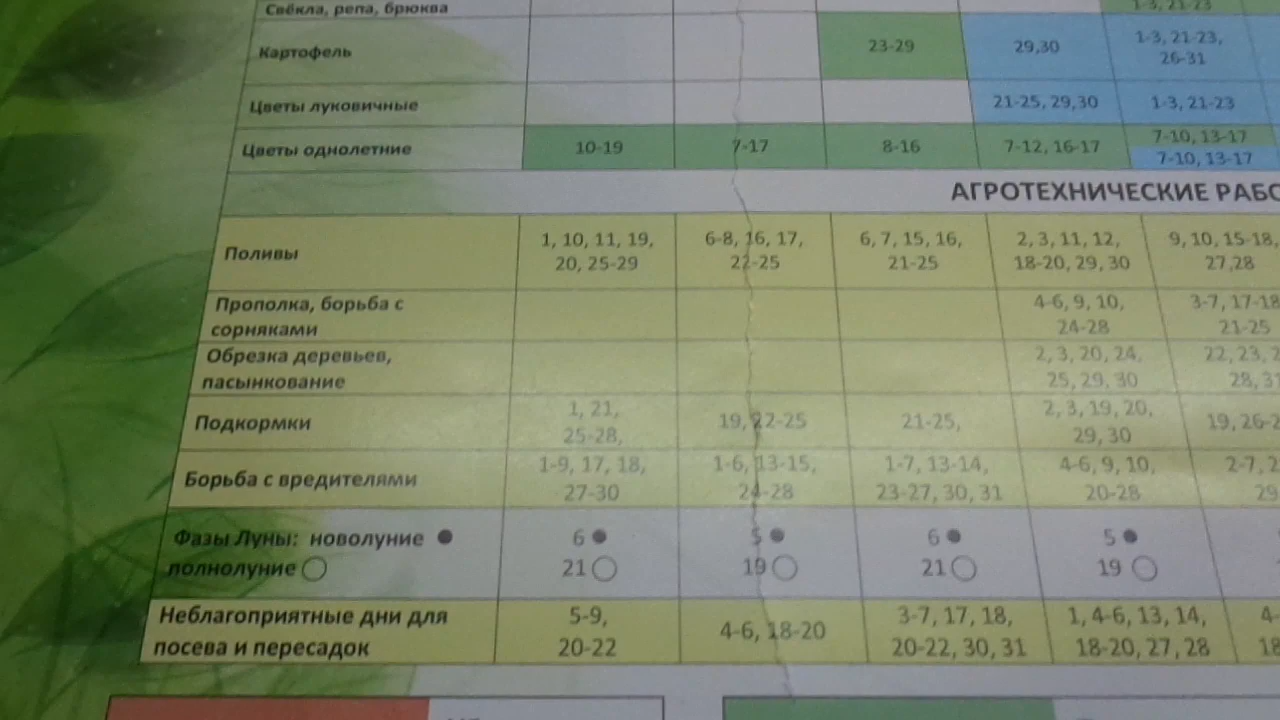 Свёкла, репа, брюква 1-3, 21-23
Картофель 23-29 29,30 1-3, 21-23,
26-31
Цветы луковичные 21-25, 29,30 1-3, 21-23
Цветы однолетние 10-19 7-17 8-16 7-12, 16-17 7-10, 13-17
7-10, 13-17
АГРОТЕХНИЧЕСКИЕ РАБО
Поливы 1, 10, 11, 19, 6-8, 16, 17, 6, 7, 15, 16, 2, 3, 11, 12, 9, 10, 15-18,
20, 25-29 22-25 21-25 18-20, 29, 30 27,28
Прополка, борьба с 4-6, 9, 10, 3-7, 17-18
сорняками 24-28 21-25
Обрезка деревьев, 2, 3, 20, 24, 22, 23, 2
пасынкование 25, 29, 30 28, 31
Подкормки 1, 21, 19, 22-25 21-25, 2, 3, 19, 20, 19, 26-2
25-28, 29, 30
Борьба с вредителями 1-9, 17, 18, 1-6, 13-15, 1-7, 13-14, 4-6, 9, 10, 2-7, 2
27-30 24-28 23-27, 30, 31 20-28 29
Фазы Луны: новолуние 6 5 6 5
полнолуние 21 19 21 19
Неблагоприятные дни для 5-9, 4-6, 18-20 3-7, 17, 18, 1, 4-6, 13, 14, 4-
посева и пересадок 20-22 20-22, 30, 31 18-20, 27, 28 18